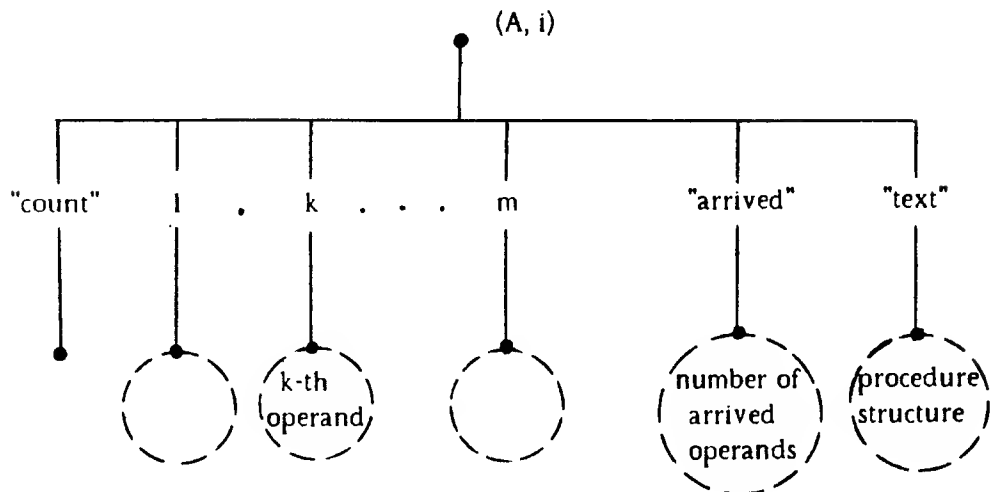 (A, i)
"count" 1 . k . . . m "arrived" "text"
k-th
operand
number of
arrived
operands
procedure
structure